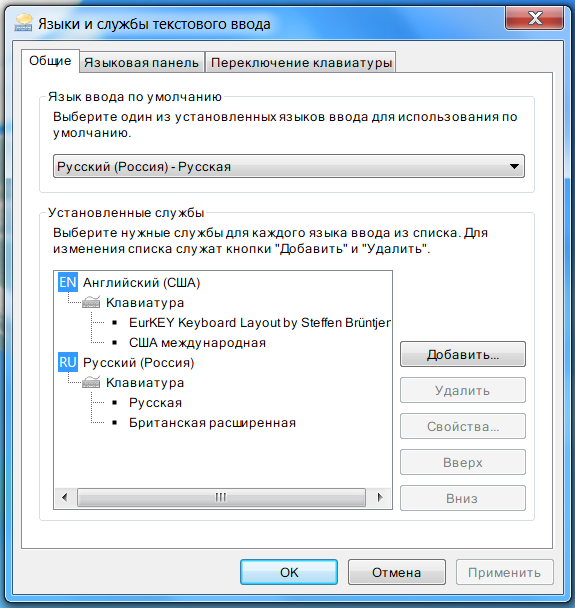 Языки и службы текстового ввода
Общие
Языковая панель
Переключение клавиатуры
Язык ввода по умолчанию
Выберите один из установленных языков ввода для использования по
умолчанию.
Русский (Россия) - Русская
Установленные службы
Выберите нужные службы для каждого языка ввода из списка. Для
изменения списка служат кнопки "Добавить" и "Удалить".
EN Английский (США)
Клавиатура
EurKEY Keyboard Layout by Steffen Brüntjer
США международная
RU Русский (Россия)
Клавиатура
Русская
Британская расширенная
Добавить...
Удалить
Свойства...
Вверх
Вниз
OK
Отмена
Применить